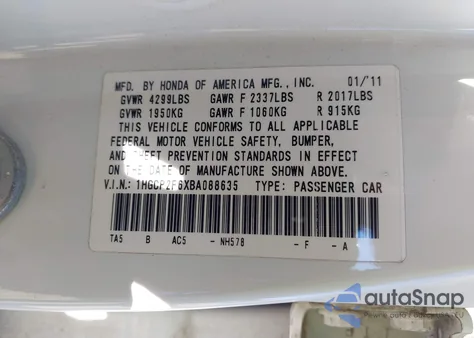 MFD. BY HONDA OF AMERICA MFG., INC. 01/'11
GVWR 4299LBS GAWR F 2337LBS R 2017LBS
GVWR 1950KG GAWR F 1060KG R 915KG
THIS VEHICLE CONFORMS TO ALL APPLICABLE
FEDERAL MOTOR VEHICLE SAFETY, BUMPER,
AND THEFT PREVENTION STANDARDS IN EFFECT
ON THE DATE OF MANUFACTURE SHOWN ABOVE.
V.I.N.: 1HGCP2F6XBA088635 TYPE: PASSENGER CAR
TA5 B AC5 - NH578 - F - A
autoSnap